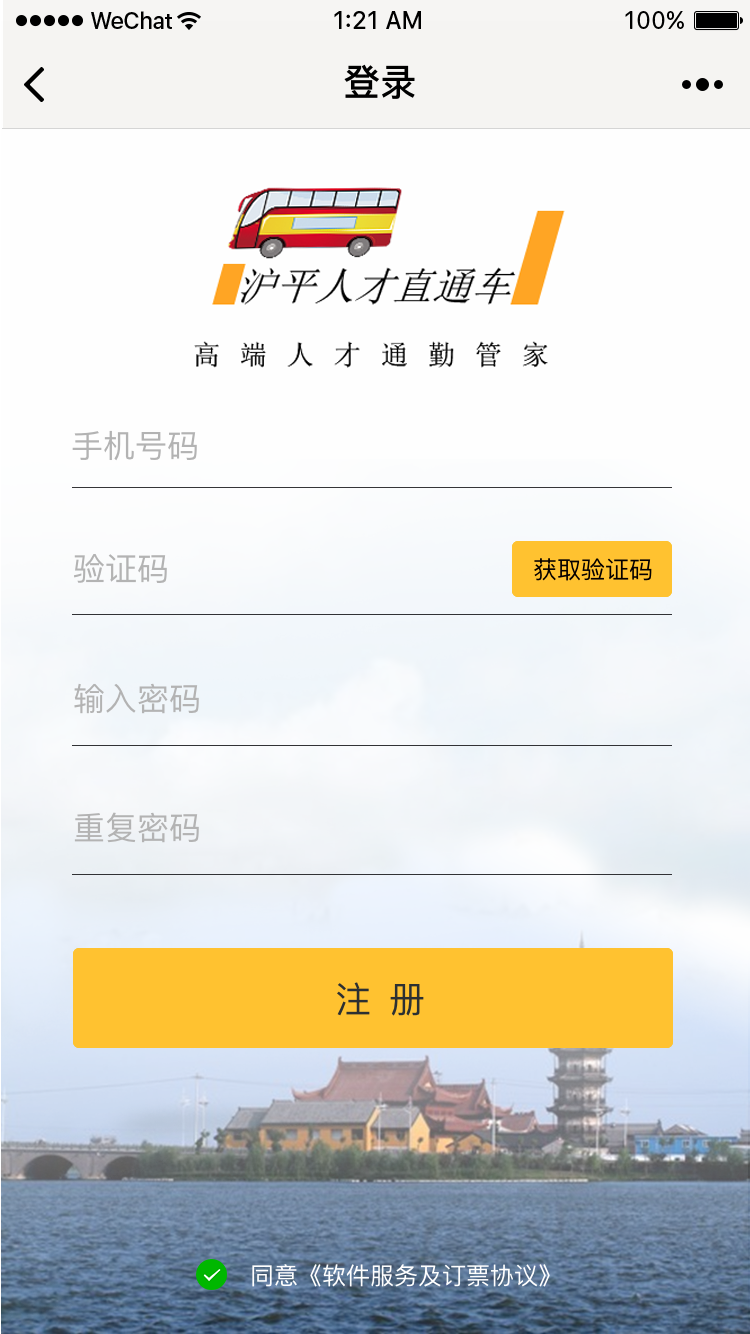 WeChat 1:21 AM 100%
登录
沪平人才直通车
高端人才通勤管家
手机号码
验证码 获取验证码
输入密码
重复密码
注 册
同意《软件服务及订票协议》